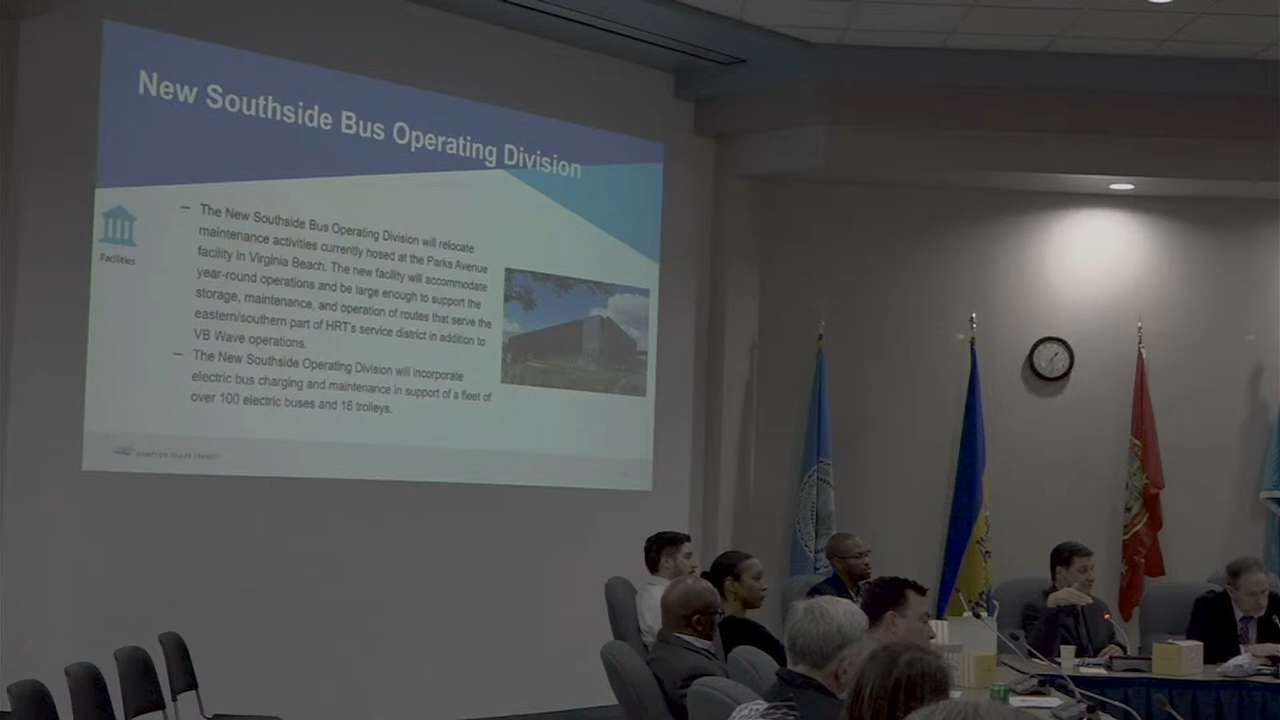 New Southside Bus Operating Division
Facilities
– The New Southside Bus Operating Division will relocate
maintenance activities currently hosed at the Parks Avenue
facility in Virginia Beach. The new facility will accommodate
year-round operations and be large enough to support the
storage, maintenance, and operation of routes that serve the
eastern/southern part of HRT's service district in addition to
VB Wave operations.
– The New Southside Operating Division will incorporate
electric bus charging and maintenance in support of a fleet of
over 100 electric buses and 16 trolleys.
HAMPTON ROADS TRANSIT